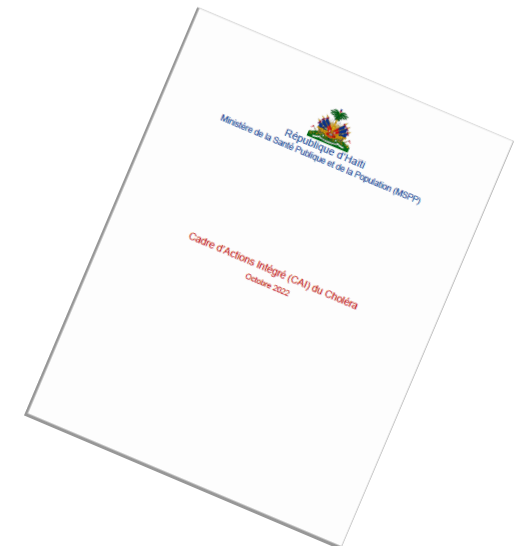 République d'Haïti
Ministère de la Santé Publique et de la Population (MSPP)
Cadre d'Actions Intégré (CAI) du Choléra
Octobre 2022